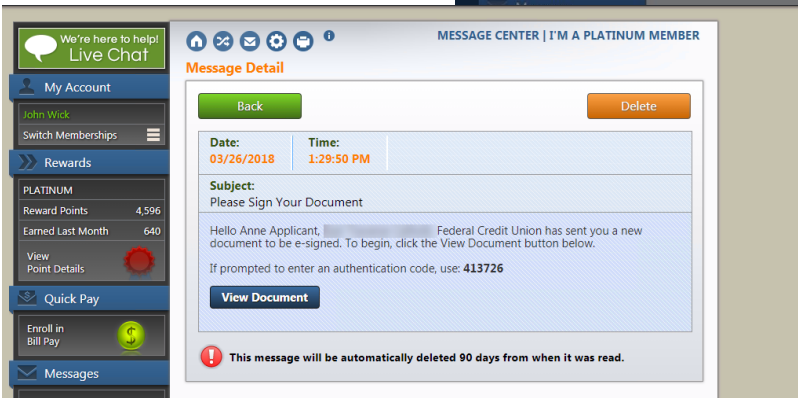 We're here to help!
Live Chat
My Account
John Wick
Switch Memberships
Rewards
PLATINUM
Reward Points 4,596
Earned Last Month 640
View
Point Details
Quick Pay
Enroll in
Bill Pay
$
Messages
MESSAGE CENTER | I'M A PLATINUM MEMBER
Message Detail
Back
Delete
Date: Time:
03/26/2018 1:29:50 PM
Subject:
Please Sign Your Document
Hello Anne Applicant, Federal Credit Union has sent you a new
document to be e-signed. To begin, click the View Document button below.
If prompted to enter an authentication code, use: 413726
View Document
This message will be automatically deleted 90 days from when it was read.